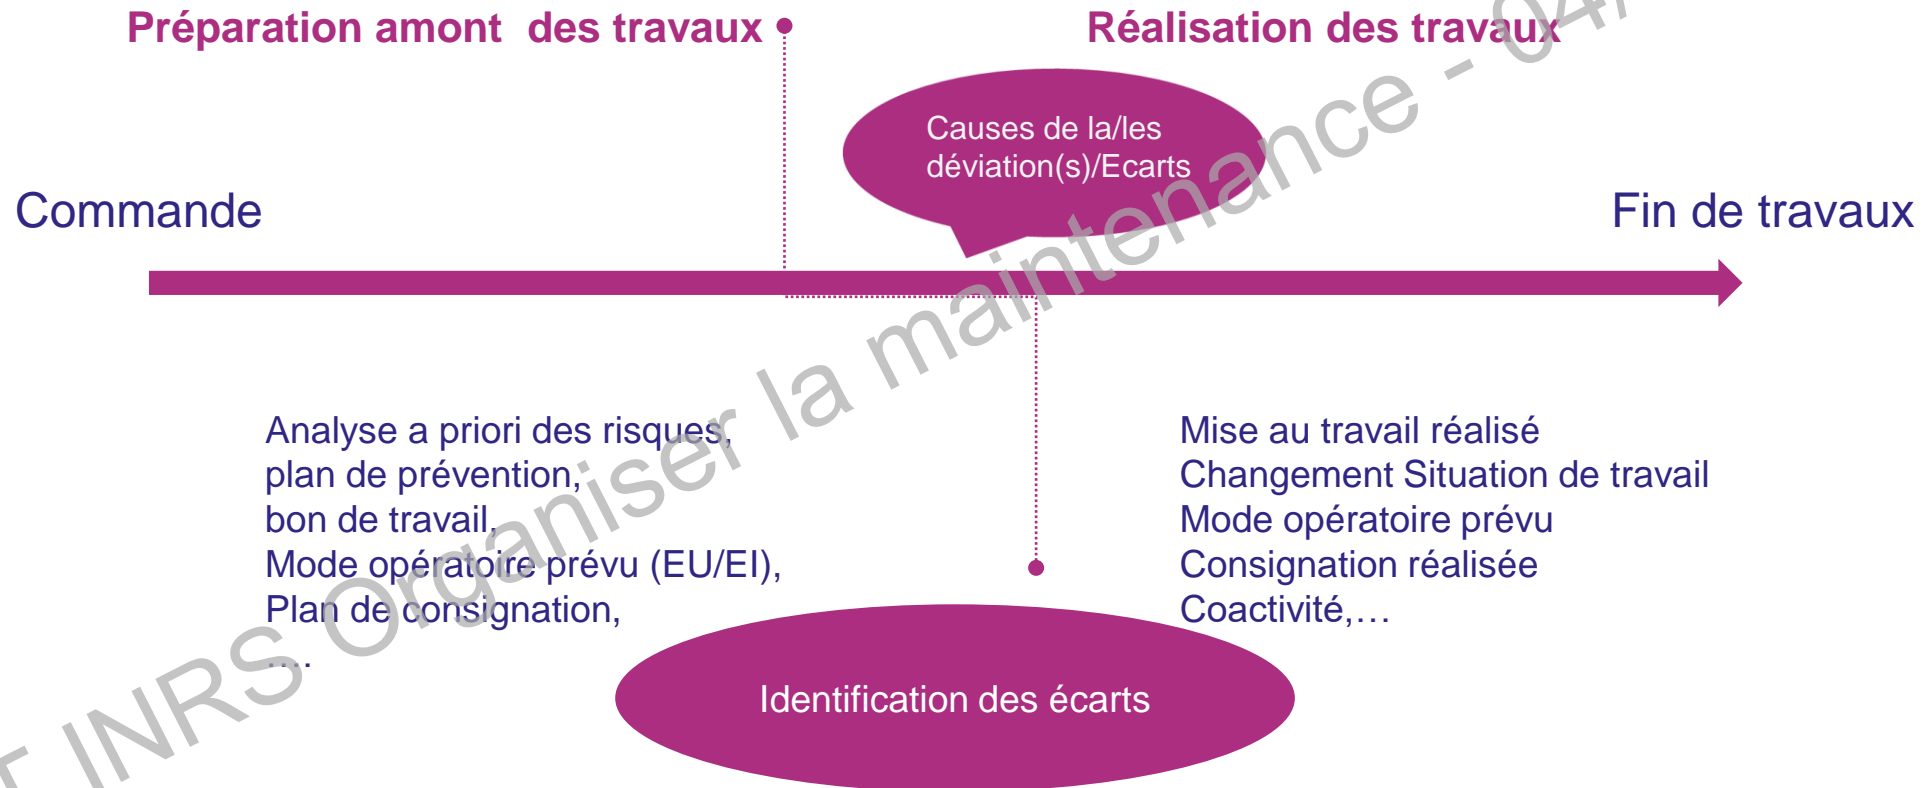 Préparation amont  des travaux
Réalisation des travaux
Causes de la/les
déviation(s)/Ecarts
Commande
Fin de travaux
Analyse a priori des risques,
plan de prévention,
bon de travail,
Mode opératoire prévu (EU/EI),
Plan de consignation,
....
Mise au travail réalisé
Changement Situation de travail
Mode opératoire prévu
Consignation réalisée
Coactivité,…
Identification des écarts
INRS Organiser la maintenance - 04/